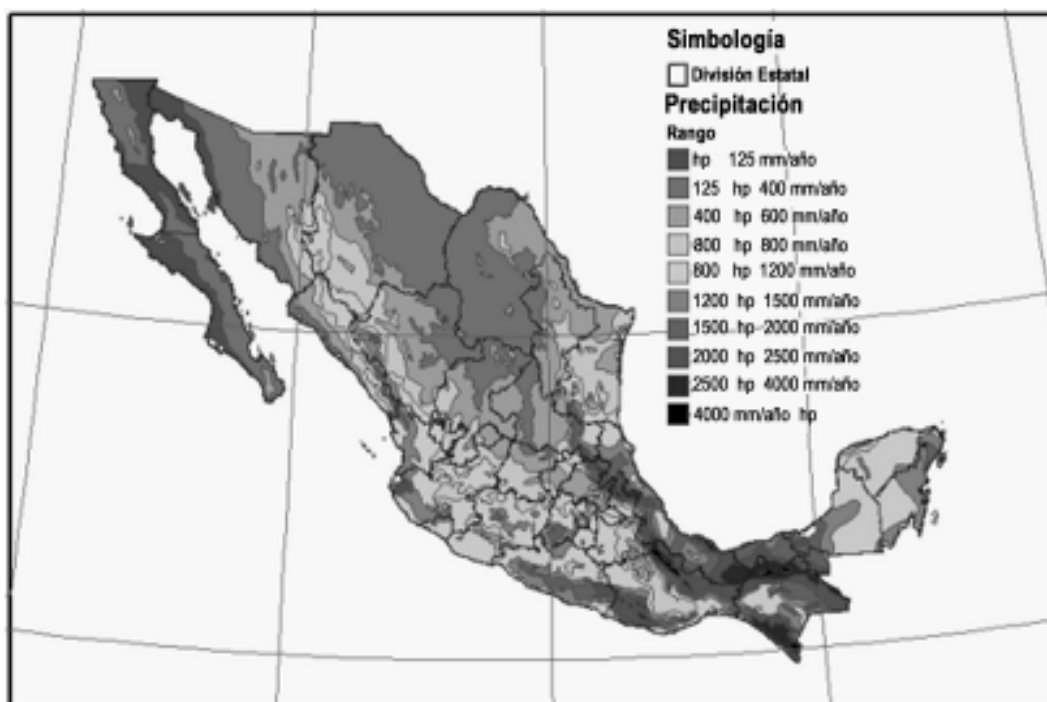 Simbología
División Estatal
Precipitación
Rango
hp 125 mm/año
125 hp 400 mm/año
400 hp 600 mm/año
800 hp 800 mm/año
800 hp 1200 mm/año
1200 hp 1500 mm/año
1500 hp 2000 mm/año
2000 hp 2500 mm/año
2500 hp 4000 mm/año
4000 mm/año hp